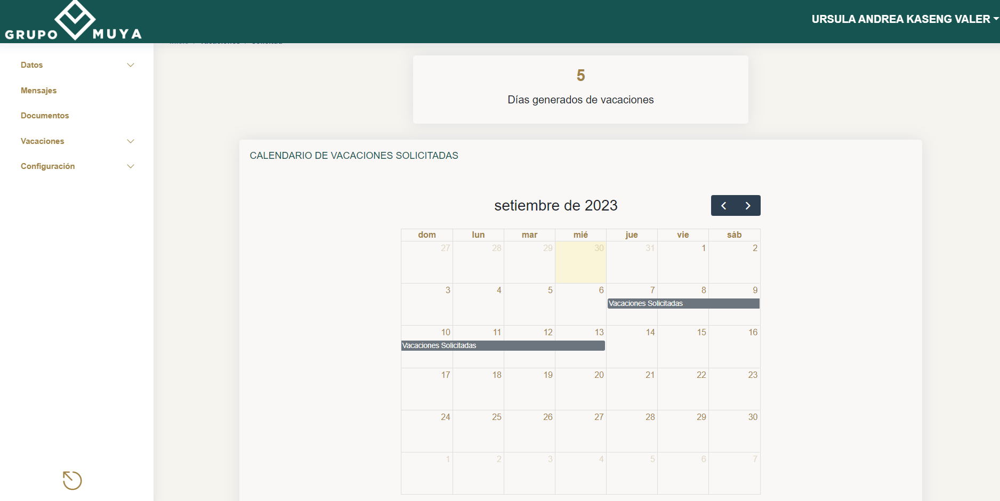 GRUPO MUYA
URSULA ANDREA KASENG VALER
Datos
Mensajes
Documentos
Vacaciones
Configuración
5
Días generados de vacaciones
CALENDARIO DE VACACIONES SOLICITADAS
setiembre de 2023
dom lun mar mié jue vie sáb
27 28 29 30 31 1 2
3 4 5 6 7 8 9
Vacaciones Solicitadas
10 11 12 13 14 15 16
Vacaciones Solicitadas
17 18 19 20 21 22 23
24 25 26 27 28 29 30
1 2 3 4 5 6 7